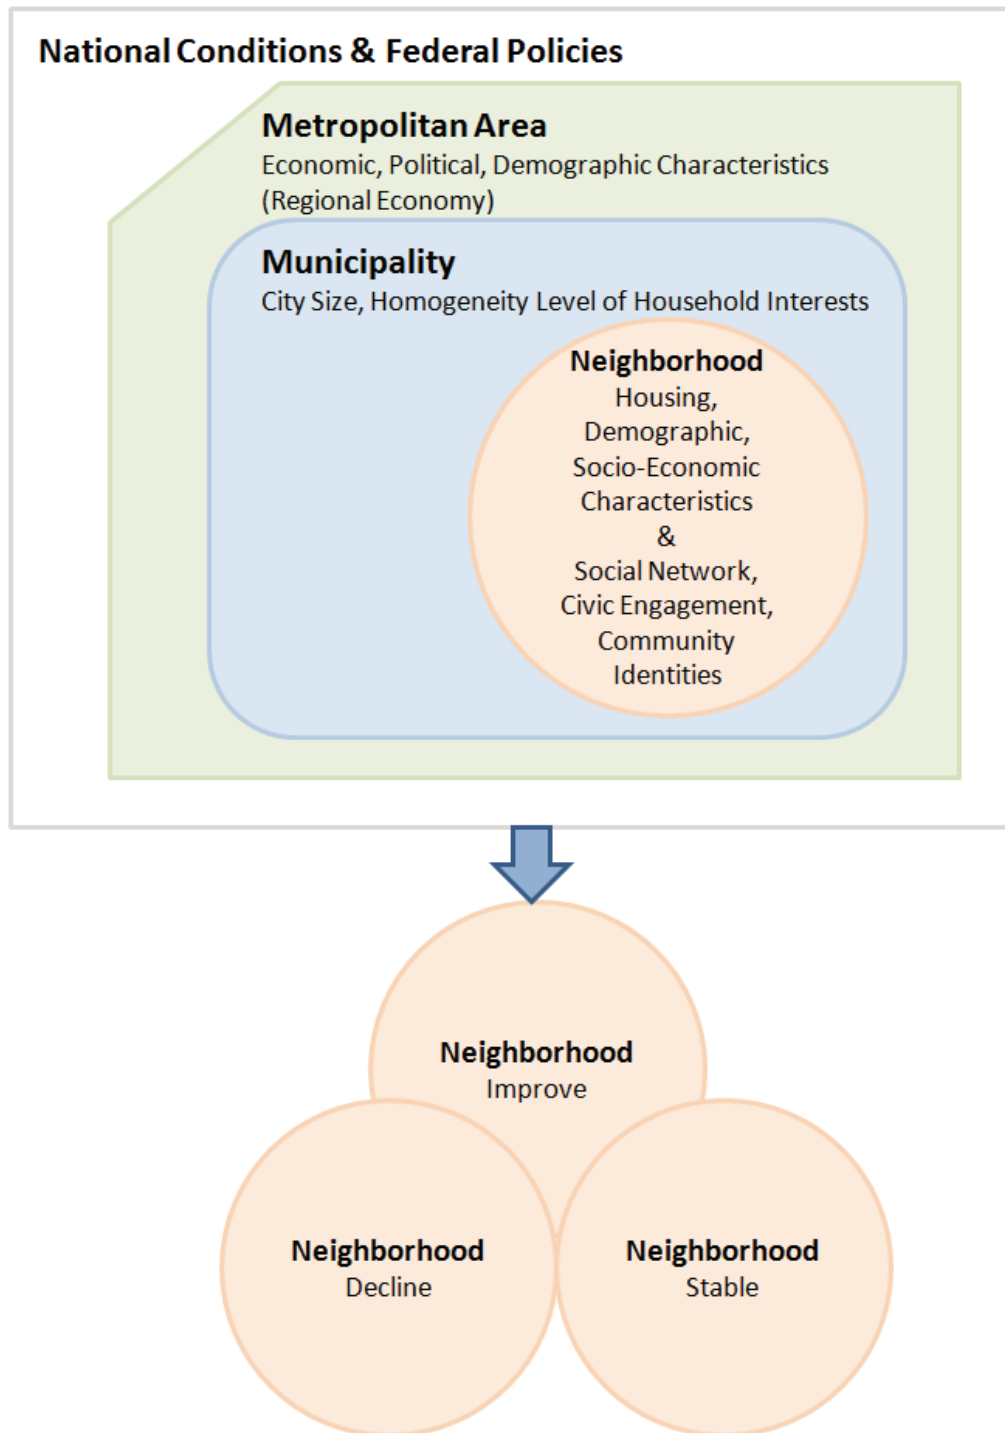 National Conditions & Federal Policies
Metropolitan Area
Economic, Political, Demographic Characteristics
(Regional Economy)
Municipality
City Size, Homogeneity Level of Household Interests
Neighborhood
Housing,
Demographic,
Socio-Economic
Characteristics
&
Social Network,
Civic Engagement,
Community
Identities
Neighborhood
Improve
Neighborhood
Decline
Neighborhood
Stable